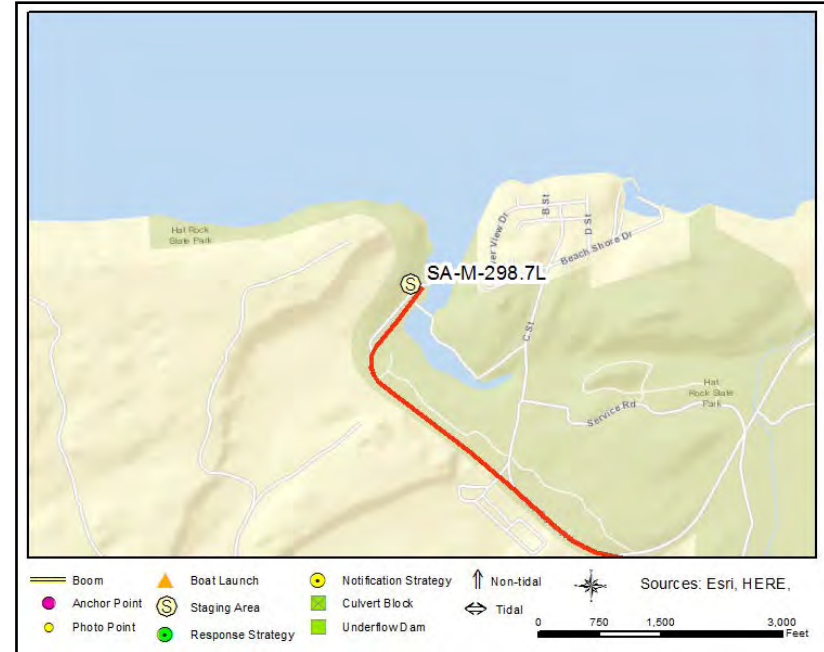 Hat Rock
State Park
B St
D St
er View Dr
Beach Shore Dr
S
SA-M-298.7L
C St
Hat
Rock State
Park
Service Rd
Boom
Boat Launch
Notification Strategy
Non-tidal
Sources: Esri, HERE,
Anchor Point
S
Staging Area
Culvert Block
Tidal
Photo Point
Response Strategy
Underflow Dam
0 750 1,500 3,000
Feet